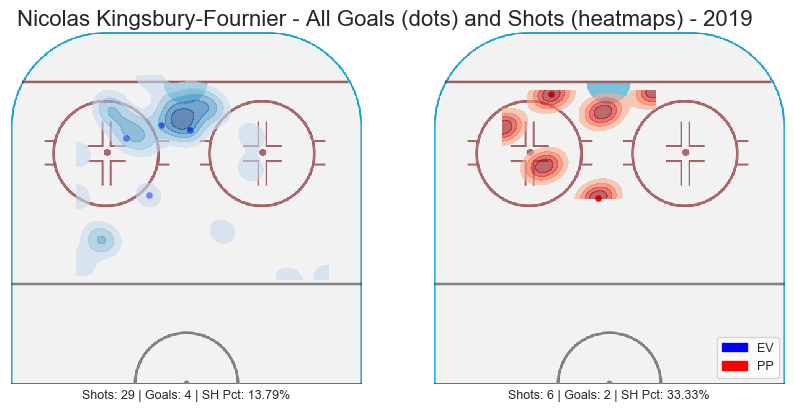 Nicolas Kingsbury-Fournier - All Goals (dots) and Shots (heatmaps) - 2019
EV
PP
Shots: 29 | Goals: 4 | SH Pct: 13.79%
Shots: 6 | Goals: 2 | SH Pct: 33.33%